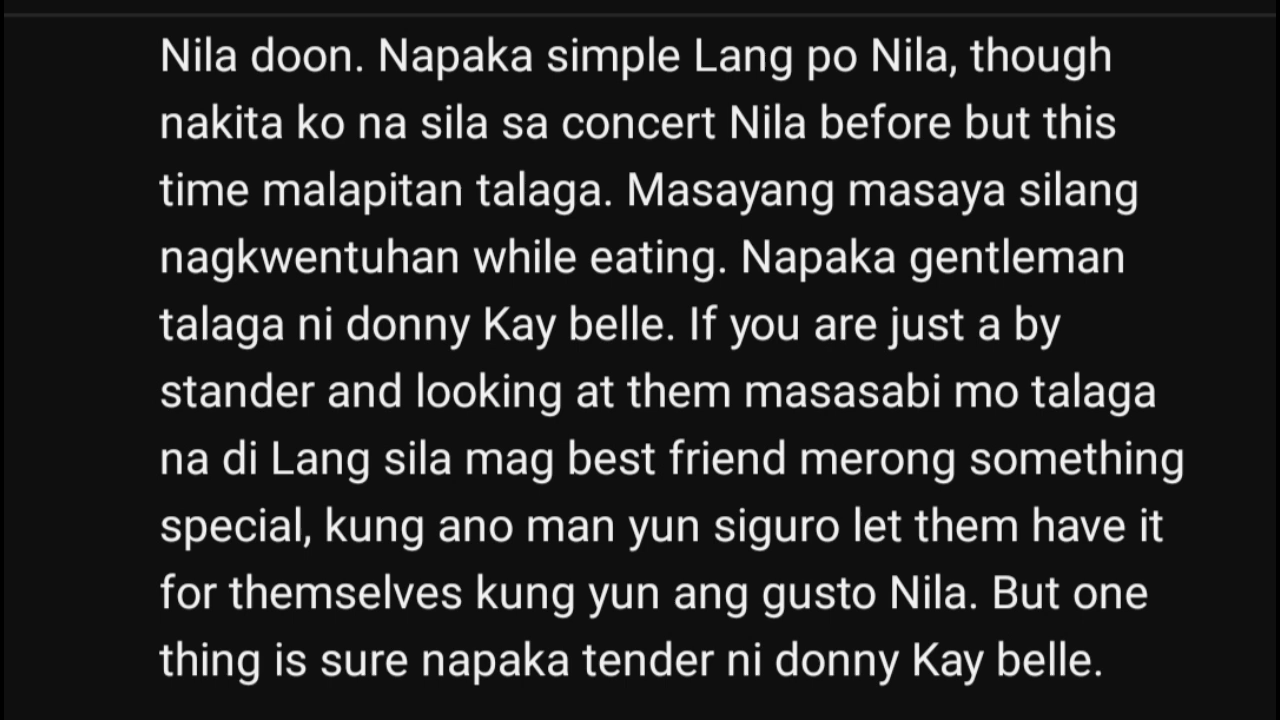 Nila doon. Napaka simple Lang po Nila, though
nakita ko na sila sa concert Nila before but this
time malapitan talaga. Masayang masaya silang
nagkwentuhan while eating. Napaka gentleman
talaga ni donny Kay belle. If you are just a by
stander and looking at them masasabi mo talaga
na di Lang sila mag best friend merong something
special, kung ano man yun siguro let them have it
for themselves kung yun ang gusto Nila. But one
thing is sure napaka tender ni donny Kay belle.